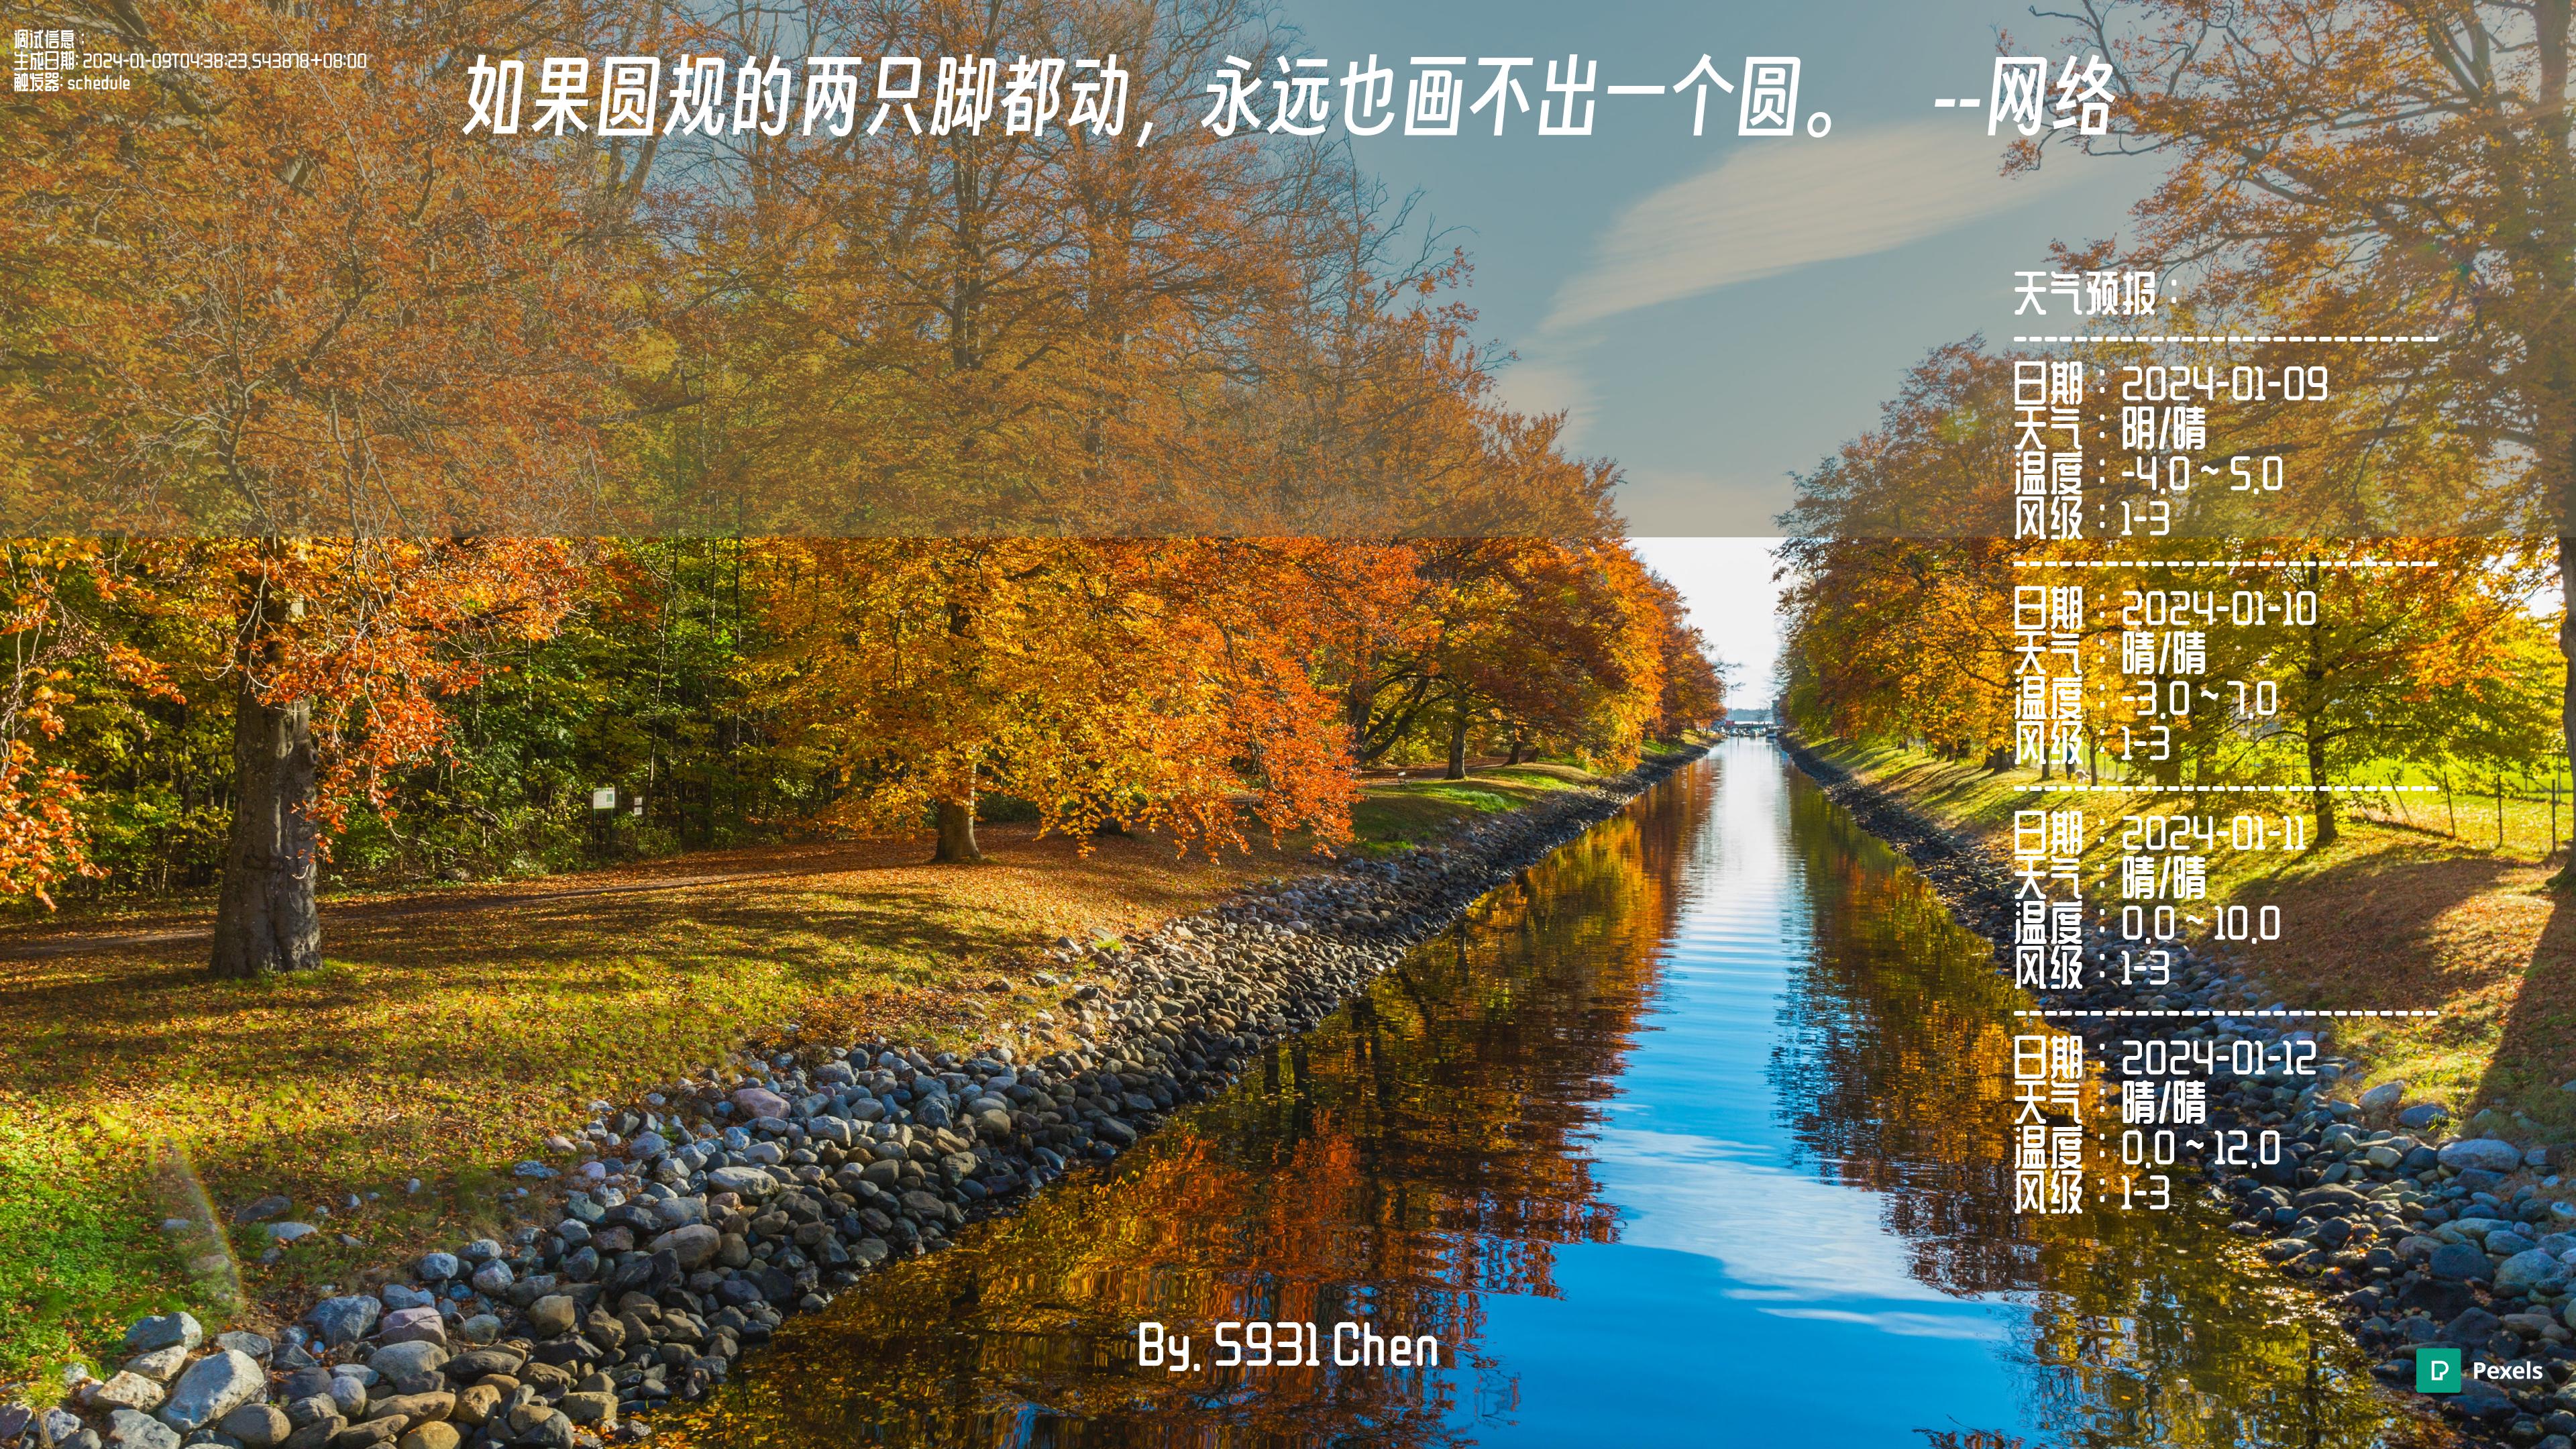 调试信息：
生成日期: 2024-01-09T04:38:23.543878+08:00
触发器: schedule
如果圆规的两只脚都动，永远也画不出一个圆。 --网络
天气预报：
----------------------------
日期：2024-01-09
天气：阴/晴
温度：-4.0 ~ 5.0
风级：1-3
----------------------------
日期：2024-01-10
天气：晴/晴
温度：-3.0 ~ 7.0
风级：1-3
----------------------------
日期：2024-01-11
天气：晴/晴
温度：0.0 ~ 10.0
风级：1-3
----------------------------
日期：2024-01-12
天气：晴/晴
温度：0.0 ~ 12.0
风级：1-3
By. S931 Chen
Pexels